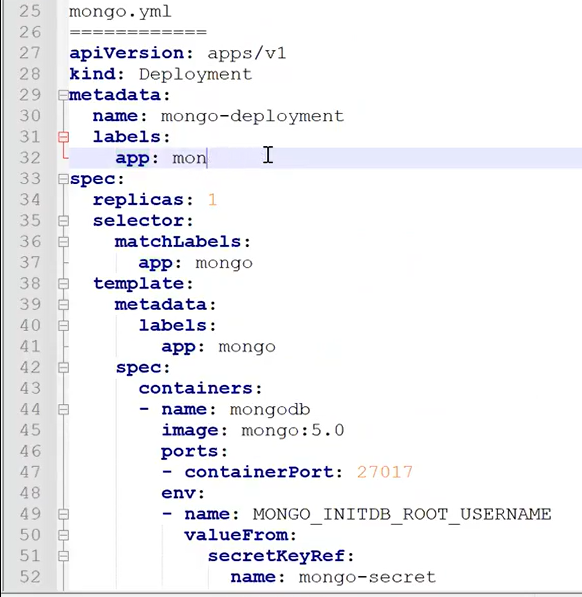 25 mongo.yml
26 ============
27 apiVersion: apps/v1
28 kind: Deployment
29 metadata:
30   name: mongo-deployment
31   labels:
32     app: mon
33 spec:
34   replicas: 1
35   selector:
36     matchLabels:
37       app: mongo
38   template:
39     metadata:
40       labels:
41         app: mongo
42     spec:
43       containers:
44       - name: mongodb
45         image: mongo:5.0
46         ports:
47         - containerPort: 27017
48         env:
49         - name: MONGO_INITDB_ROOT_USERNAME
50           valueFrom:
51             secretKeyRef:
52               name: mongo-secret